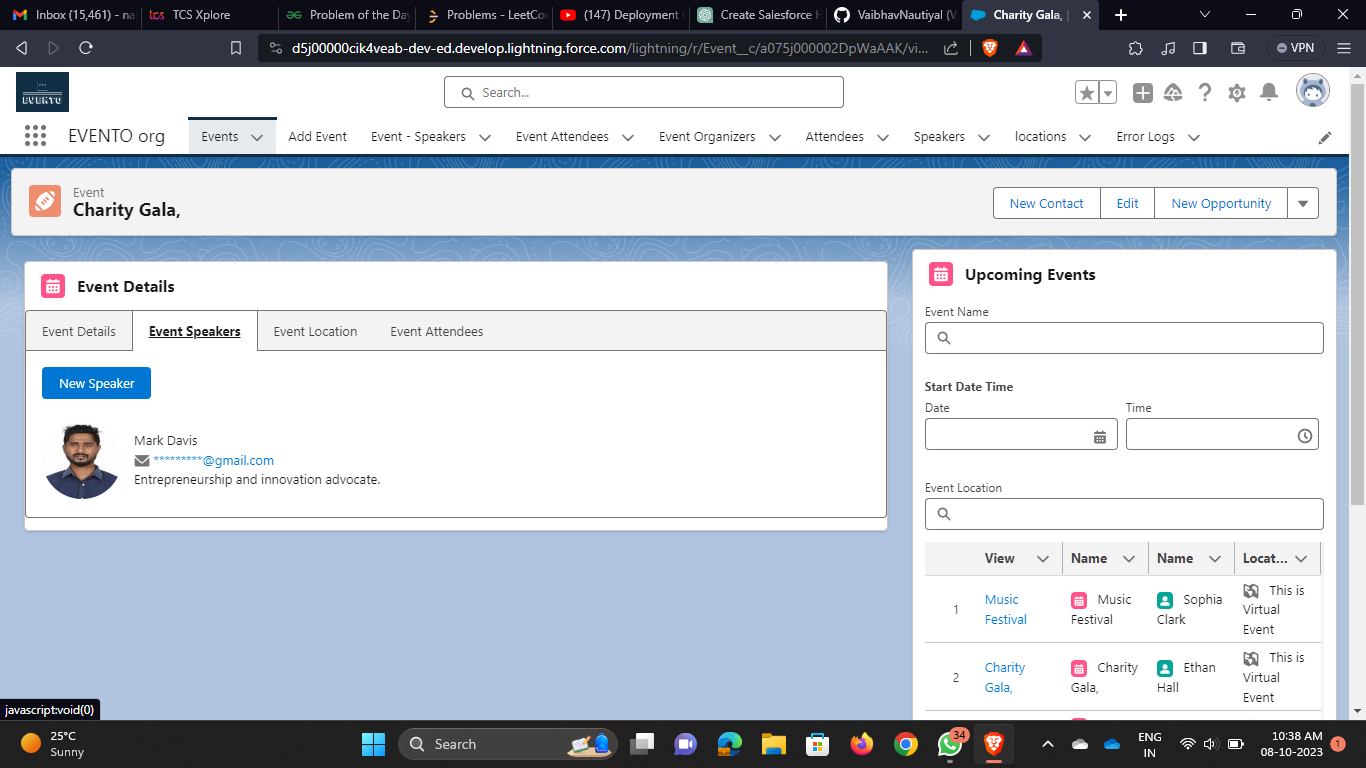 Inbox (15,461) - na
tcs TCS Xplore
Problem of the Day
Problems - LeetCo
(147) Deployment
Create Salesforce H
VaibhavNautiyal (V
Charity Gala, |
d5j00000cik4veab-dev-ed.develop.lightning.force.com/lightning/r/Event__c/a075j000002DpWaAAK/vi...
VPN
EVENTO
Search...
EVENTO org
Events
Add Event
Event - Speakers
Event Attendees
Event Organizers
Attendees
Speakers
locations
Error Logs
Event
Charity Gala,
New Contact
Edit
New Opportunity
Event Details
Event Details
Event Speakers
Event Location
Event Attendees
New Speaker
Mark Davis
*********@gmail.com
Entrepreneurship and innovation advocate.
Upcoming Events
Event Name
Start Date Time
Date
Time
Event Location
View
Name
Name
Locat...
1
Music
Festival
Music
Festival
Sophia
Clark
This is
Virtual
Event
2
Charity
Gala,
Charity
Gala,
Ethan
Hall
This is
Virtual
Event
javascript:void(0)
25°C
Sunny
Search
34
ENG
IN
10:38 AM
08-10-2023
1